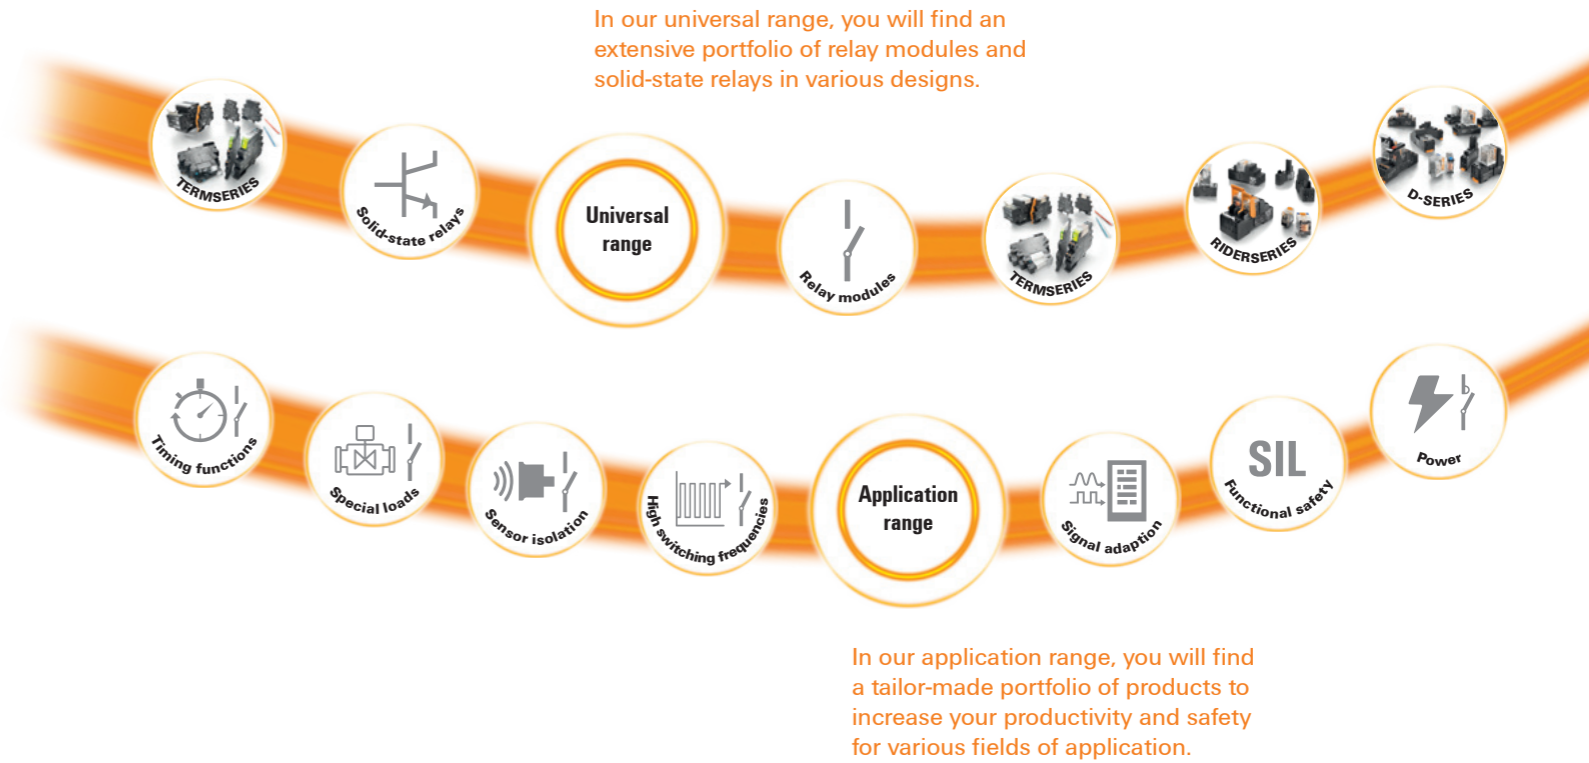 In our universal range, you will find an
extensive portfolio of relay modules and
solid-state relays in various designs.
TERMSERIES
Solid-state relays
Universal
range
Relay modules
TERMSERIES
RIDERSERIES
D-SERIES
Timing functions
Special loads
Sensor isolation
High switching frequencies
Application
range
Signal adaption
SIL
Functional safety
Power
In our application range, you will find
a tailor-made portfolio of products to
increase your productivity and safety
for various fields of application.